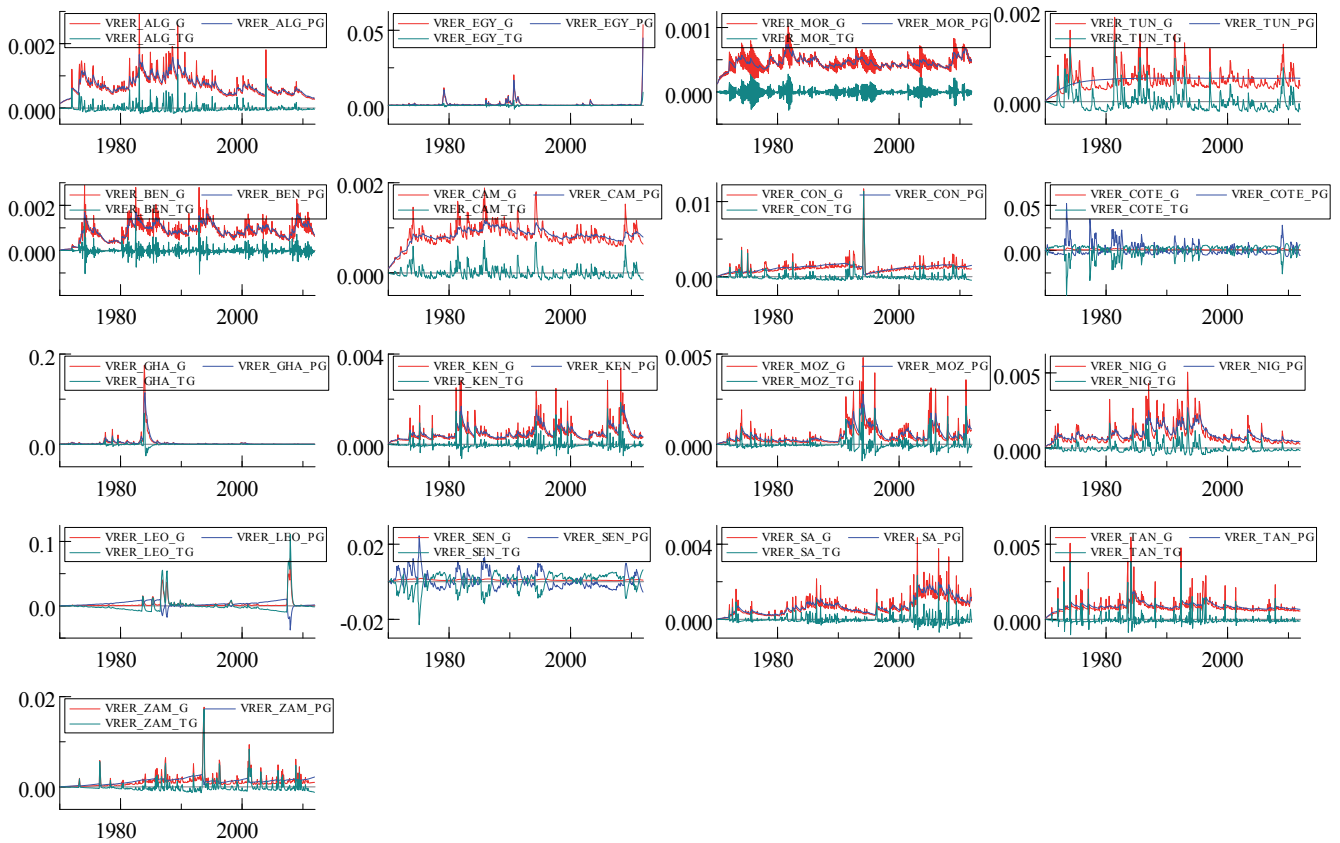 VRER_ALG_G VRER_ALG_PG
VRER_ALG_TG
0.002
0.000
1980 2000
VRER_EGY_G VRER_EGY_PG
VRER_EGY_TG
0.05
0.00
1980 2000
VRER_MOR_G VRER_MOR_PG
VRER_MOR_TG
0.001
0.000
1980 2000
VRER_TUN_G VRER_TUN_PG
VRER_TUN_TG
0.002
0.000
1980 2000
VRER_BEN_G VRER_BEN_PG
VRER_BEN_TG
0.002
0.000
1980 2000
VRER_CAM_G VRER_CAM_PG
VRER_CAM_TG
0.002
0.000
1980 2000
VRER_CON_G VRER_CON_PG
VRER_CON_TG
0.01
0.00
1980 2000
VRER_COTE_G VRER_COTE_PG
VRER_COTE_TG
0.05
0.00
1980 2000
VRER_GHA_G VRER_GHA_PG
VRER_GHA_TG
0.2
0.0
1980 2000
VRER_KEN_G VRER_KEN_PG
VRER_KEN_TG
0.004
0.000
1980 2000
VRER_MOZ_G VRER_MOZ_PG
VRER_MOZ_TG
0.005
0.000
1980 2000
VRER_NIG_G VRER_NIG_PG
VRER_NIG_TG
0.005
0.000
1980 2000
VRER_LEO_G VRER_LEO_PG
VRER_LEO_TG
0.1
0.0
1980 2000
VRER_SEN_G VRER_SEN_PG
VRER_SEN_TG
0.02
-0.02
1980 2000
VRER_SA_G VRER_SA_PG
VRER_SA_TG
0.004
0.000
1980 2000
VRER_TAN_G VRER_TAN_PG
VRER_TAN_TG
0.005
0.000
1980 2000
VRER_ZAM_G VRER_ZAM_PG
VRER_ZAM_TG
0.02
0.00
1980 2000